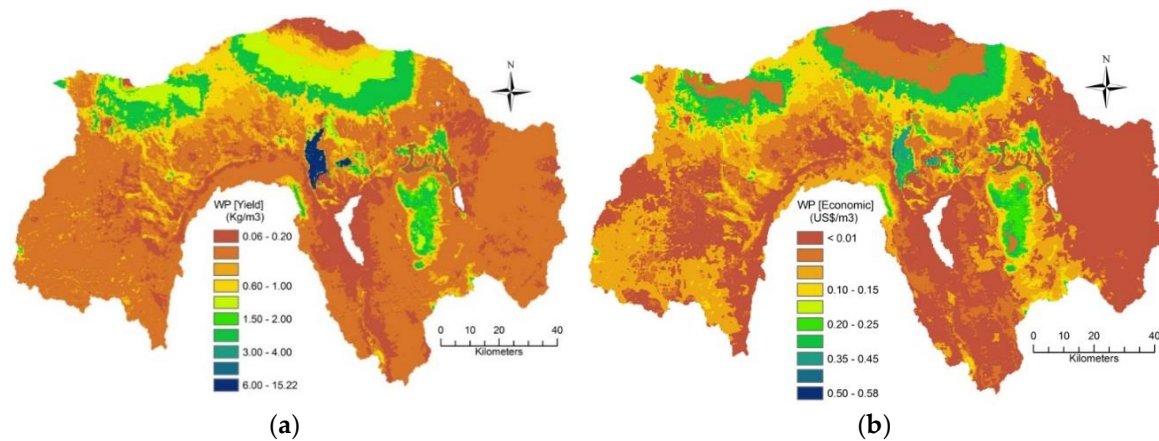 N
WP [Yield]
(Kg/m3)
0.06 - 0.20
0.60 - 1.00
1.50 - 2.00
3.00 - 4.00
6.00 - 15.22
0 10 20 40
Kilometers
(a)
N
WP [Economic]
(US$/m3)
< 0.01
0.10 - 0.15
0.20 - 0.25
0.35 - 0.45
0.50 - 0.58
0 10 20 40
Kilometers
(b)